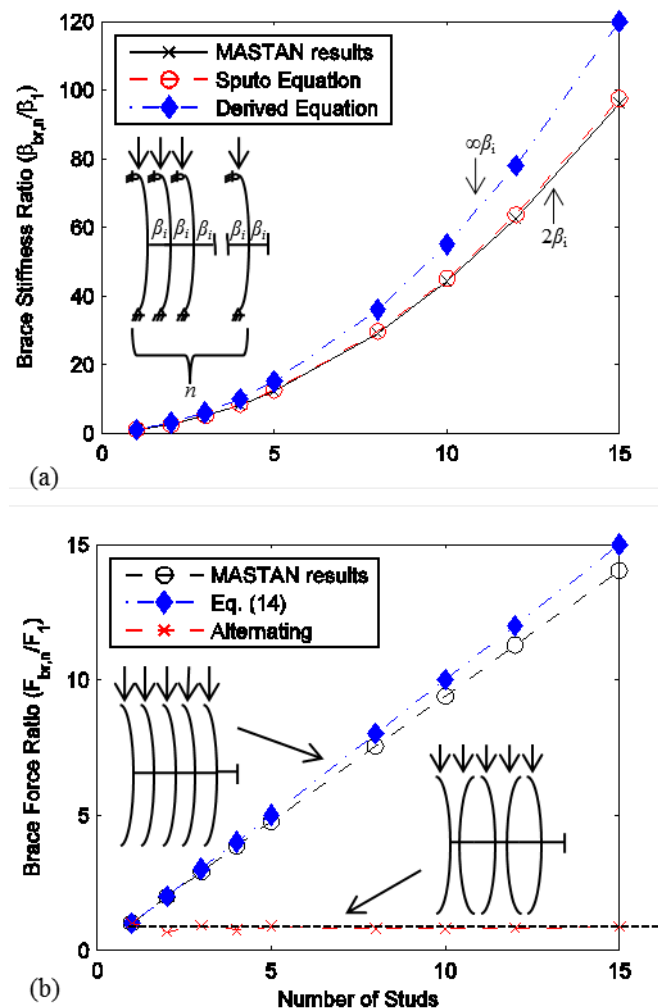 120
100
80
60
40
20
0
Brace Stiffness Ratio (βbr,n/β1)
MASTAN results
Sputo Equation
Derived Equation
∞βi
2βi
βi βi βi βi βi
n
0 5 10 15
(a)
15
10
5
0
Brace Force Ratio (Fbr,n/F1)
MASTAN results
Eq. (14)
Alternating
0 5 10 15
(b)
Number of Studs